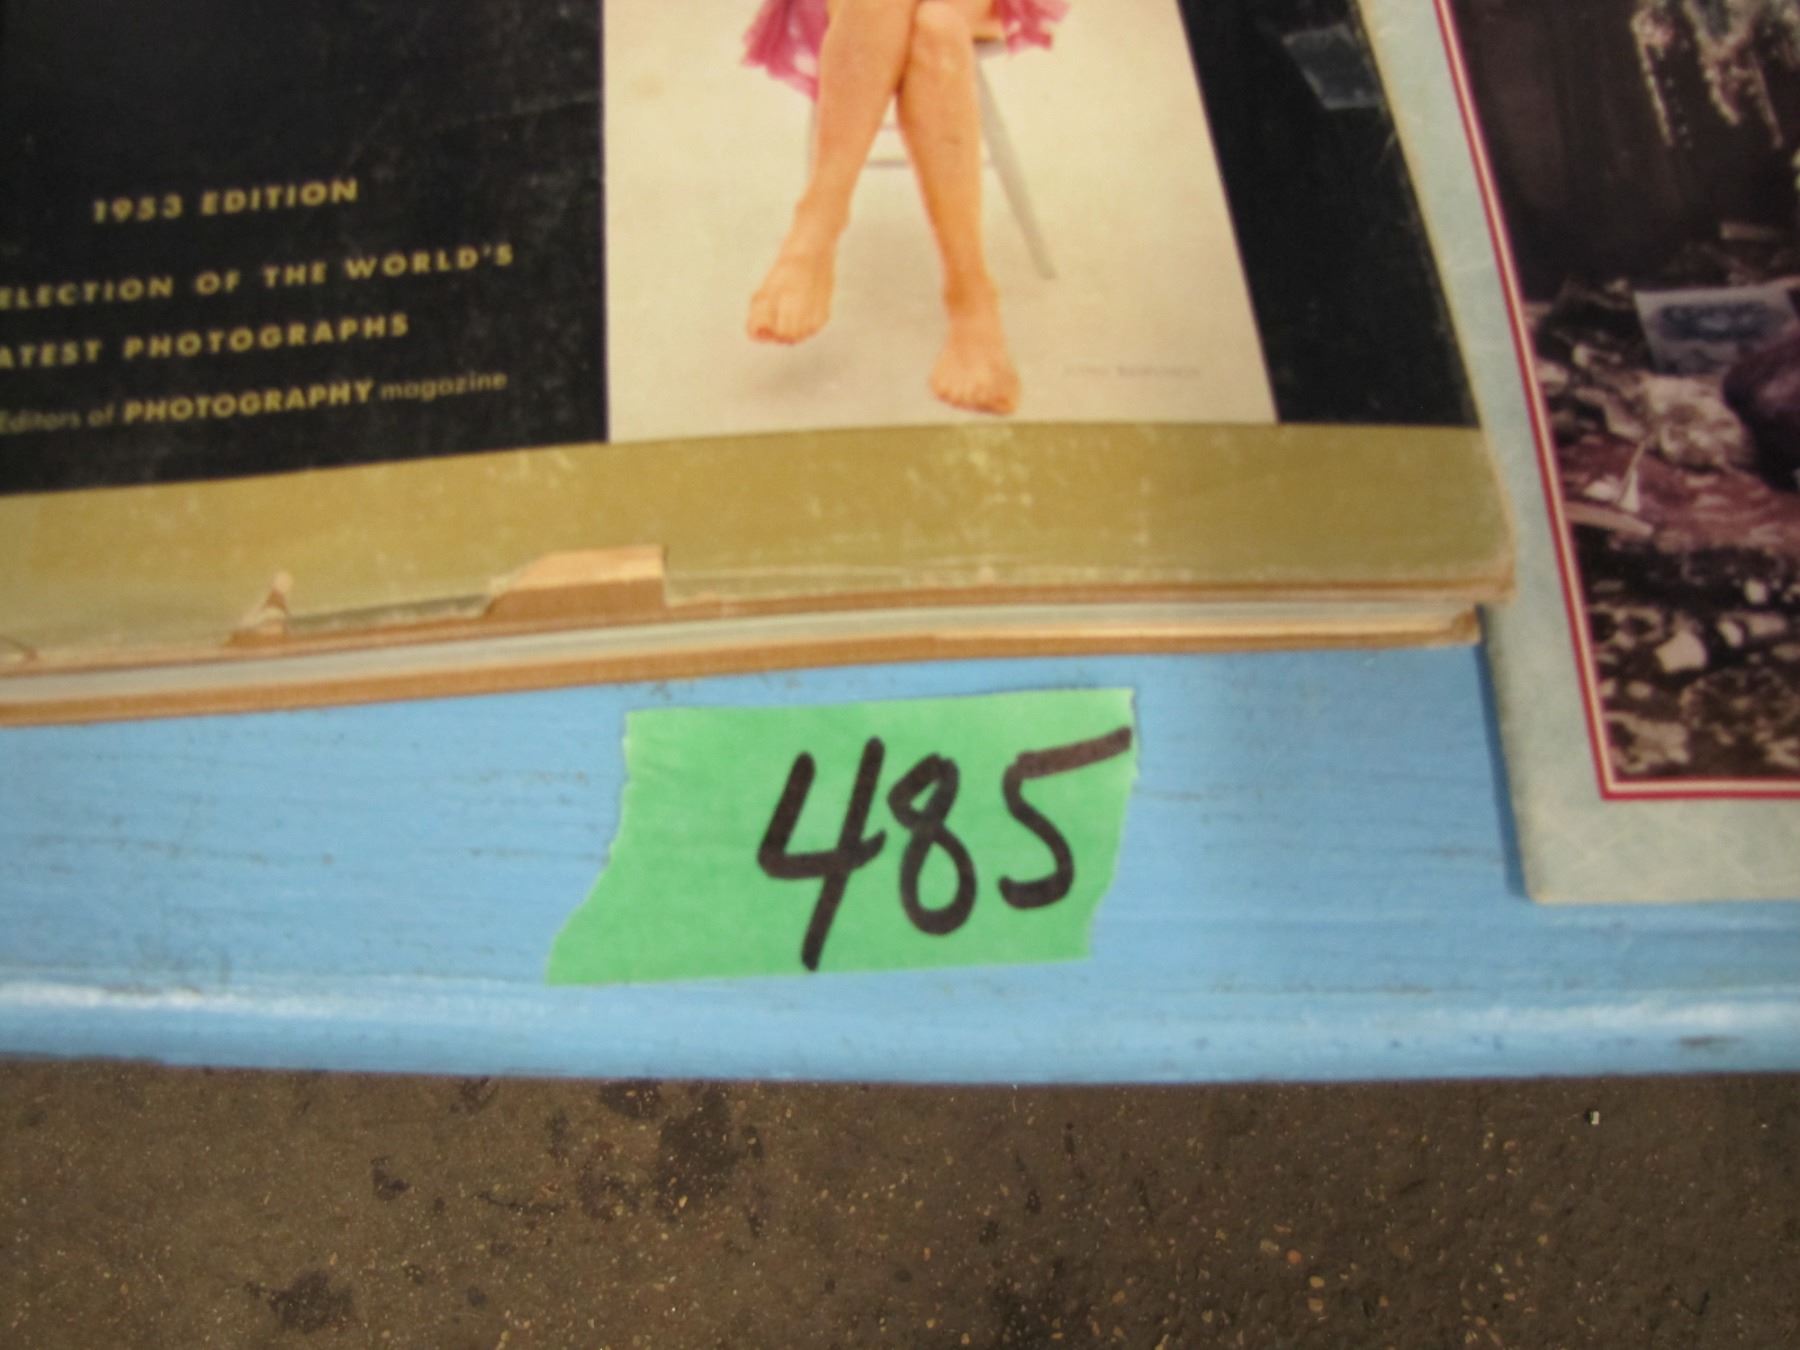 1953 EDITION
ELECTION OF THE WORLD'S
ATEST PHOTOGRAPHS
Editors of PHOTOGRAPHY magazine
485